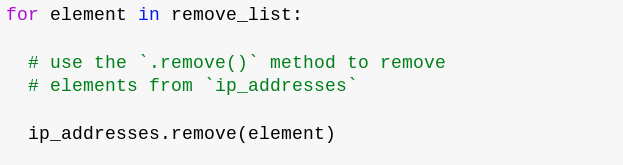 for element in remove_list:
# use the `.remove()` method to remove
# elements from `ip_addresses`
ip_addresses.remove(element)